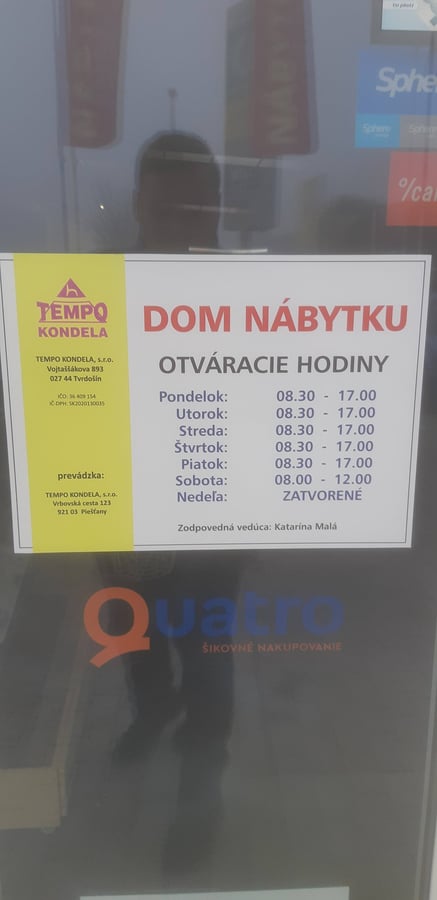 Sphere
Sphere
TEMPO
KONDELA
TEMPO KONDELA, s.r.o.
Vojtaššákova 893
027 44 Tvrdošín
IČO: 36 409 154
IČ-DPH: SK2020130035
prevádzka:
TEMPO KONDELA, s.r.o.
Vrbovská cesta 123
921 03 Piešťany
DOM NÁBYTKU
OTVÁRACIE HODINY
Pondelok: 08.30 - 17.00
Utorok: 08.30 - 17.00
Streda: 08.30 - 17.00
Štvrtok: 08.30 - 17.00
Piatok: 08.30 - 17.00
Sobota: 08.00 - 12.00
Nedeľa: ZATVORENÉ
Zodpovedná vedúca: Katarína Malá
Quatro
ŠIKOVNÉ NAKUPOVANIE